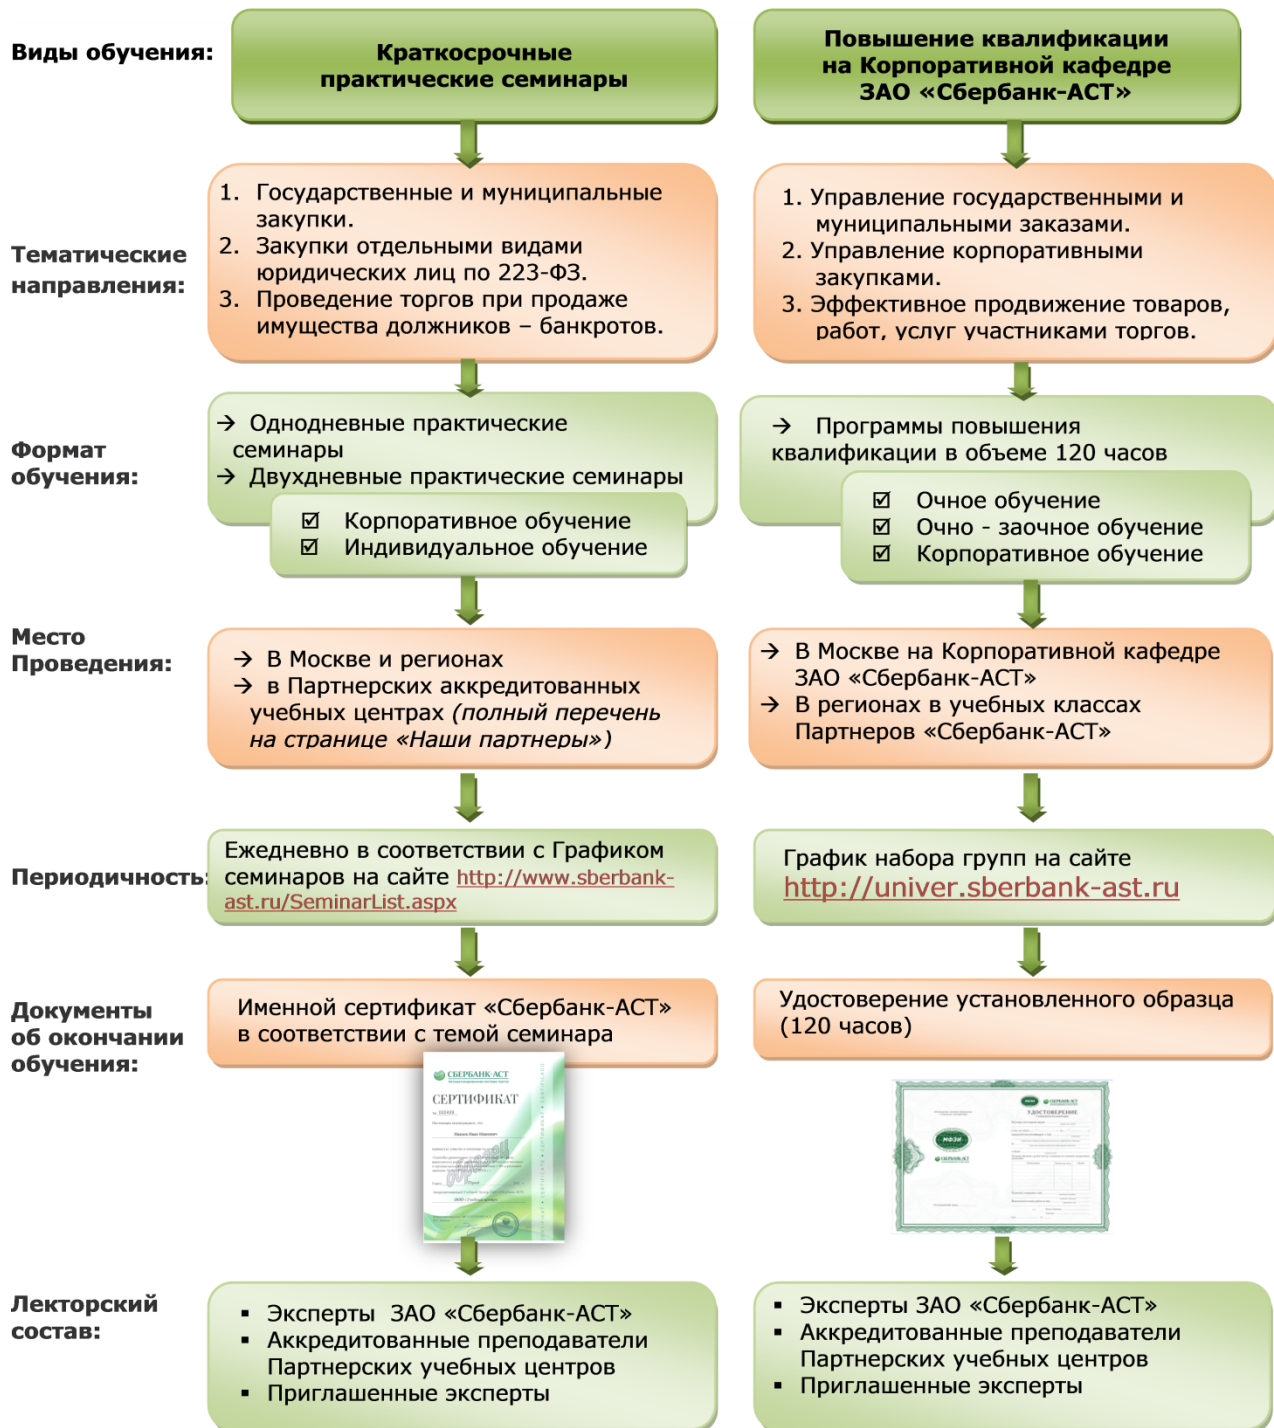 Виды обучения:
Краткосрочные
практические семинары
Повышение квалификации
на Корпоративной кафедре
ЗАО «Сбербанк-АСТ»
Тематические
направления:
1. Государственные и муниципальные
закупки.
2. Закупки отдельными видами
юридических лиц по 223-ФЗ.
3. Проведение торгов при продаже
имущества должников – банкротов.
1. Управление государственными и
муниципальными заказами.
2. Управление корпоративными
закупками.
3. Эффективное продвижение товаров,
работ, услуг участниками торгов.
Формат
обучения:
→ Однодневные практические
семинары
→ Двухдневные практические семинары
☑ Корпоративное обучение
☑ Индивидуальное обучение
→ Программы повышения
квалификации в объеме 120 часов
☑ Очное обучение
☑ Очно - заочное обучение
☑ Корпоративное обучение
Место
Проведения:
→ В Москве и регионах
→ в Партнерских аккредитованных
учебных центрах (полный перечень
на странице «Наши партнеры»)
→ В Москве на Корпоративной кафедре
ЗАО «Сбербанк-АСТ»
→ В регионах в учебных классах
Партнеров «Сбербанк-АСТ»
Периодичность:
Ежедневно в соответствии с Графиком
семинаров на сайте http://www.sberbank-
ast.ru/SeminarList.aspx
График набора групп на сайте
http://univer.sberbank-ast.ru
Документы
об окончании
обучения:
Именной сертификат «Сбербанк-АСТ»
в соответствии с темой семинара
Удостоверение установленного образца
(120 часов)
СБЕРБАНК-АСТ
СЕРТИФИКАТ
образец
СБЕРБАНК-АСТ
УДОСТОВЕРЕНИЕ
МФЭИ
СБЕРБАНК-АСТ
Лекторский
состав:
▪ Эксперты ЗАО «Сбербанк-АСТ»
▪ Аккредитованные преподаватели
Партнерских учебных центров
▪ Приглашенные эксперты
▪ Эксперты ЗАО «Сбербанк-АСТ»
▪ Аккредитованные преподаватели
Партнерских учебных центров
▪ Приглашенные эксперты